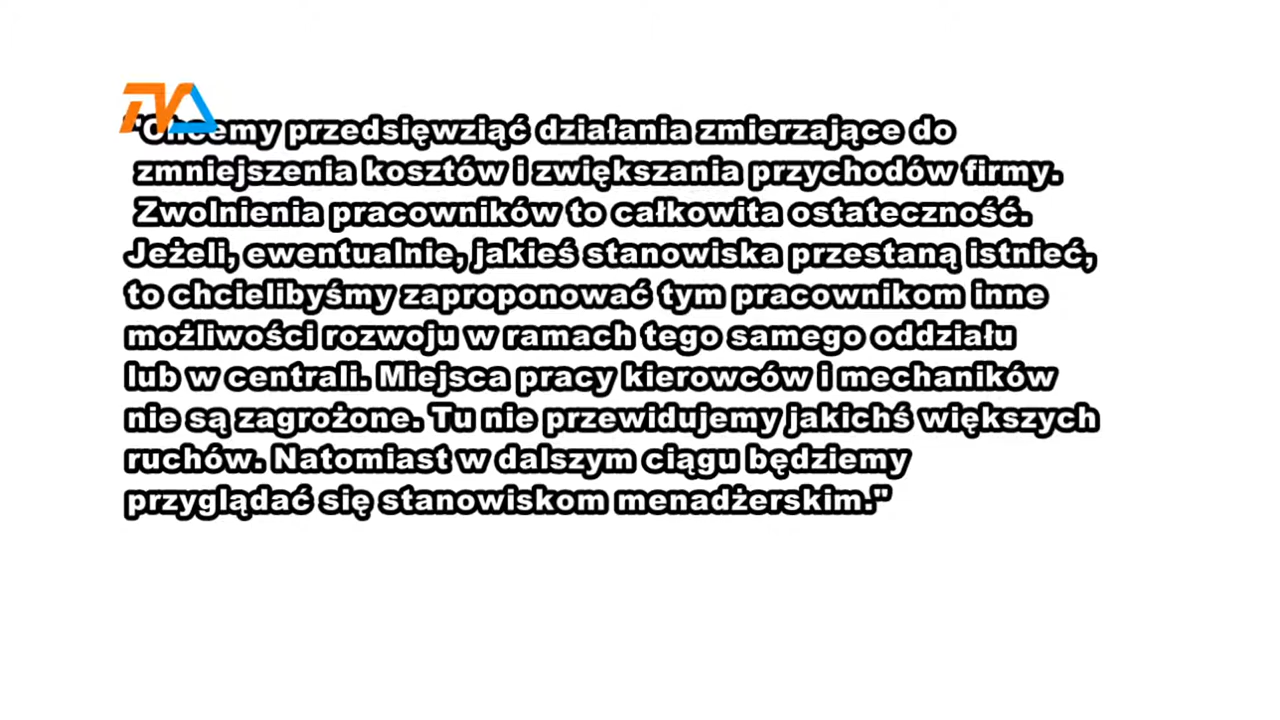 TVA
"Chcemy przedsięwziąć działania zmierzające do
zmniejszenia kosztów i zwiększania przychodów firmy.
Zwolnienia pracowników to całkowita ostateczność.
Jeżeli, ewentualnie, jakieś stanowiska przestaną istnieć,
to chcielibyśmy zaproponować tym pracownikom inne
możliwości rozwoju w ramach tego samego oddziału
lub w centrali. Miejsca pracy kierowców i mechaników
nie są zagrożone. Tu nie przewidujemy jakichś większych
ruchów. Natomiast w dalszym ciągu będziemy
przyglądać się stanowiskom menadżerskim."